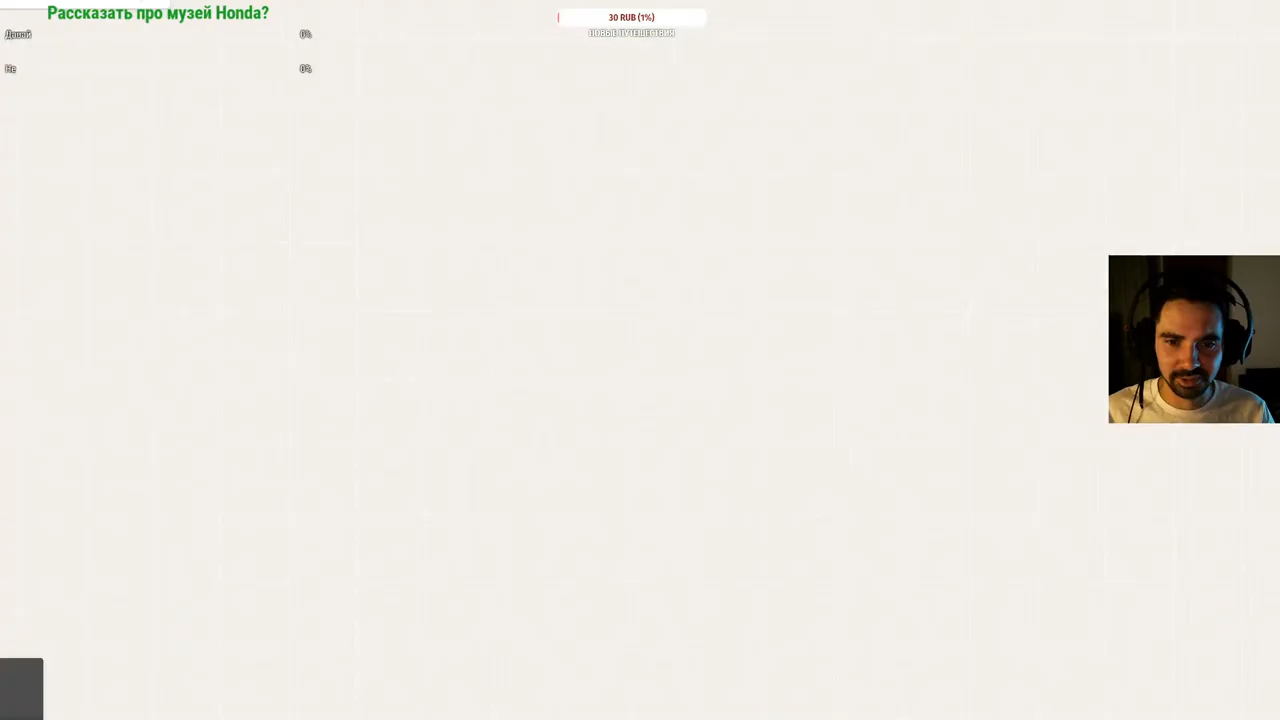 Рассказать про музей Honda?
30 RUB (1%)
Давай 0%
НОВЫЕ ПУТЕШЕСТВИЯ
Не 0%